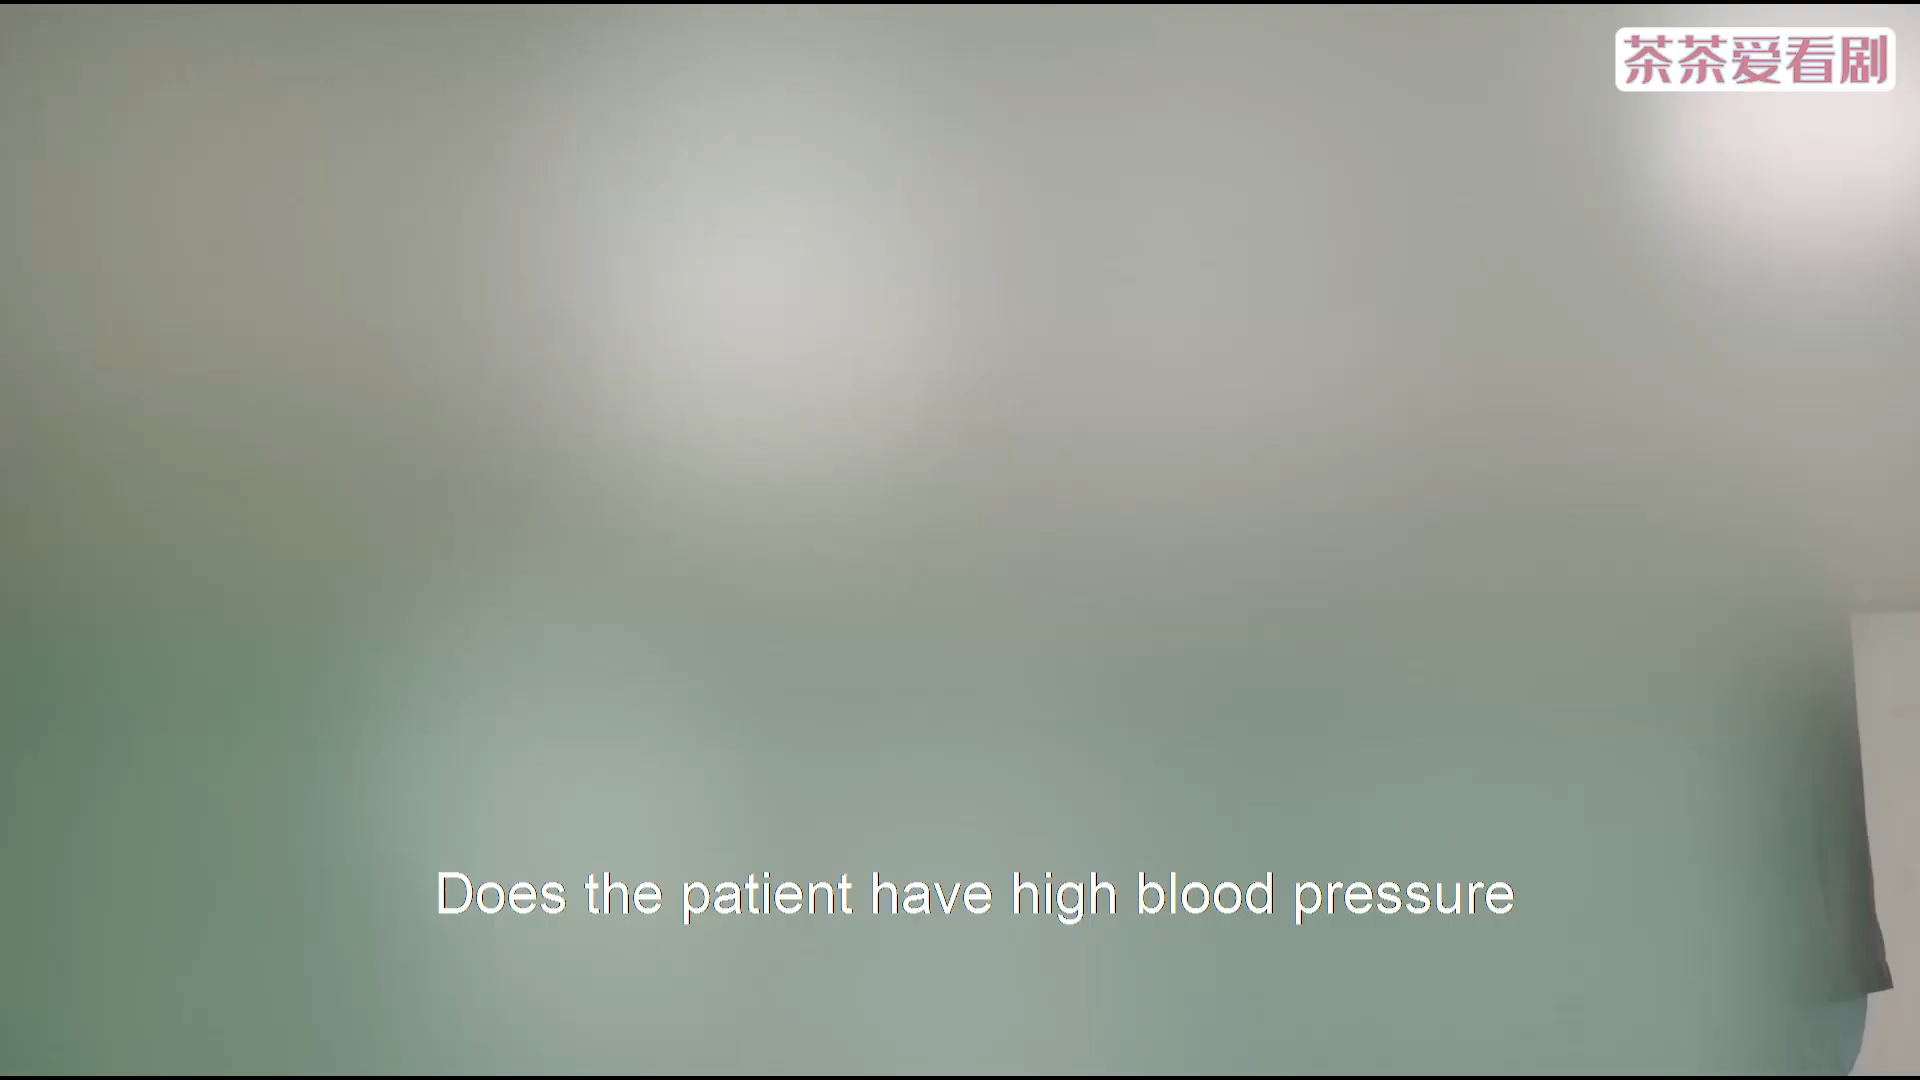 茶茶爱看剧
Does the patient have high blood pressure